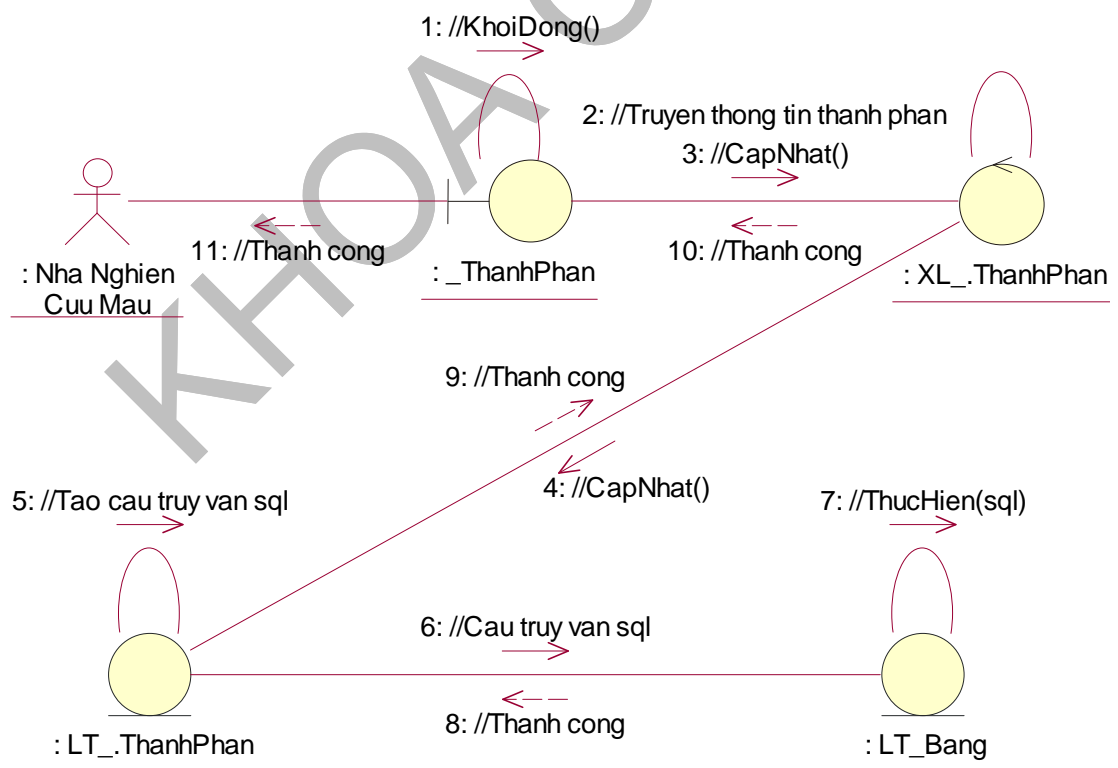 1: //KhoiDong()
2: //Truyen thong tin thanh phan
3: //CapNhat()
11: //Thanh cong
10: //Thanh cong
: Nha Nghien
Cuu Mau
: _ThanhPhan
: XL_.ThanhPhan
9: //Thanh cong
4: //CapNhat()
5: //Tao cau truy van sql
7: //ThucHien(sql)
6: //Cau truy van sql
8: //Thanh cong
: LT_.ThanhPhan
: LT_Bang
KHOA